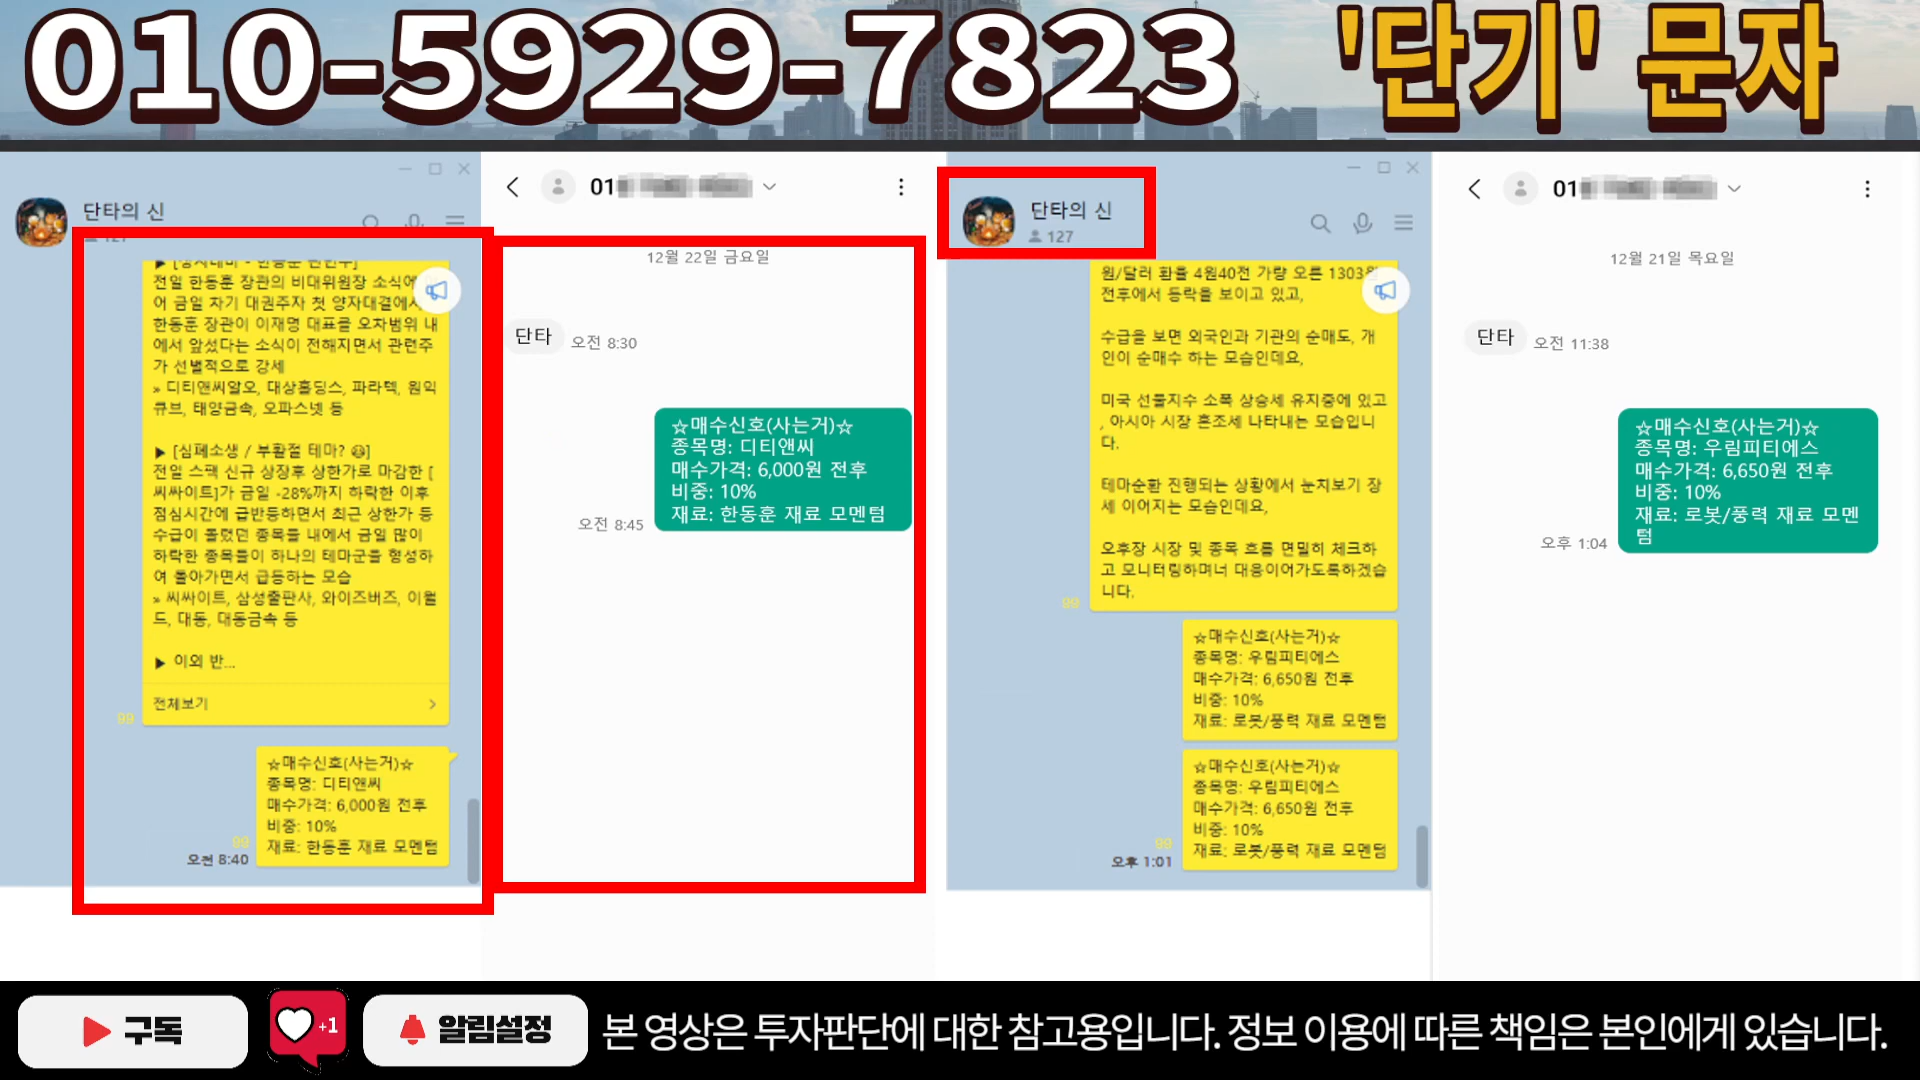 010-5929-7823 '단기' 문자
단타의 신
전일 한동훈 장관의 비대위원장 소식에
어 금일 차기 대권주자 첫 양자대결에서
한동훈 장관이 이재명 대표를 오차범위 내
에서 앞섰다는 소식이 전해지면서 관련주
가 선별적으로 강세
» 디티앤씨알오, 대상홀딩스, 파라텍, 원익
큐브, 태양금속, 오파스넷 등
▶ [심폐소생 / 부활절 테마? ]
전일 스팩 신규 상장후 상한가로 마감한 [
씨싸이트]가 금일 -28%까지 하락한 이후
점심시간에 급반등하면서 최근 상한가 등
수급이 몰렸던 종목들 내에서 금일 많이
하락한 종목들이 하나의 테마군을 형성하
여 돌아가면서 급등하는 모습
» 씨싸이트, 삼성출판사, 와이즈버즈, 이월
드, 대동, 대동금속 등
▶ 이외 반...
전체보기
99
☆매수신호(사는거)☆
종목명: 디티앤씨
매수가격: 6,000원 전후
비중: 10%
재료: 한동훈 재료 모멘텀
99
오전 8:40
01
12월 22일 금요일
단타
오전 8:30
☆매수신호(사는거)☆
종목명: 디티앤씨
매수가격: 6,000원 전후
비중: 10%
재료: 한동훈 재료 모멘텀
오전 8:45
단타의 신
127
원/달러 환율 4원40전 가량 오른 1303원
전후에서 등락을 보이고 있고,
수급을 보면 외국인과 기관의 순매도, 개
인이 순매수 하는 모습인데요,
미국 선물지수 소폭 상승세 유지중에 있고
, 아시아 시장 혼조세 나타내는 모습입니
다.
테마순환 진행되는 상황에서 눈치보기 장
세 이어지는 모습인데요,
오후장 시장 및 종목 흐름 면밀히 체크하
고 모니터링하며너 대응이어가도록하겠습
니다.
99
☆매수신호(사는거)☆
종목명: 우림피티에스
매수가격: 6,650원 전후
비중: 10%
재료: 로봇/풍력 재료 모멘텀
☆매수신호(사는거)☆
종목명: 우림피티에스
매수가격: 6,650원 전후
비중: 10%
재료: 로봇/풍력 재료 모멘텀
99
오후 1:01
01
12월 21일 목요일
단타
오전 11:38
☆매수신호(사는거)☆
종목명: 우림피티에스
매수가격: 6,650원 전후
비중: 10%
재료: 로봇/풍력 재료 모멘
텀
오후 1:04
구독
+1
알림설정
본 영상은 투자판단에 대한 참고용입니다. 정보 이용에 따른 책임은 본인에게 있습니다.